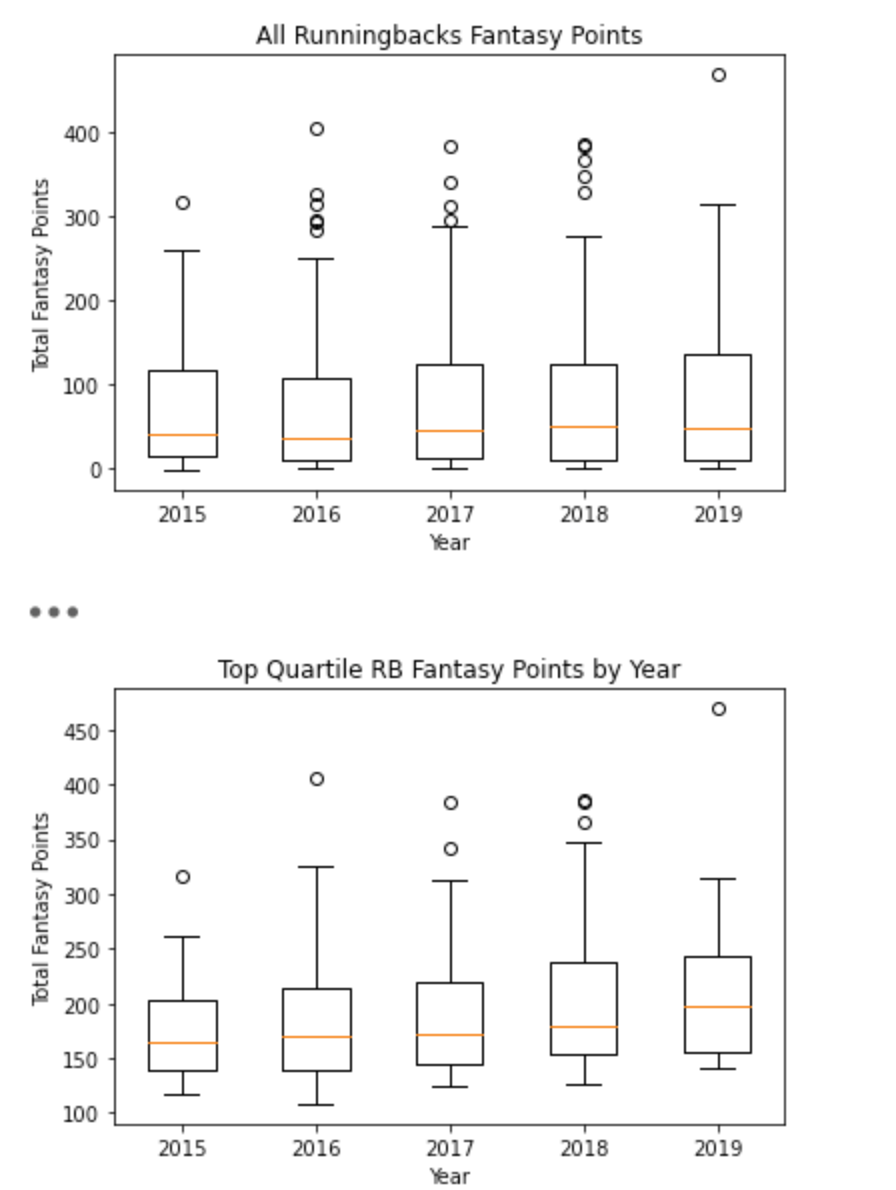 All Runningbacks Fantasy Points
Total Fantasy Points
400
300
200
100
0
2015 2016 2017 2018 2019
Year
Top Quartile RB Fantasy Points by Year
Total Fantasy Points
450
400
350
300
250
200
150
100
2015 2016 2017 2018 2019
Year